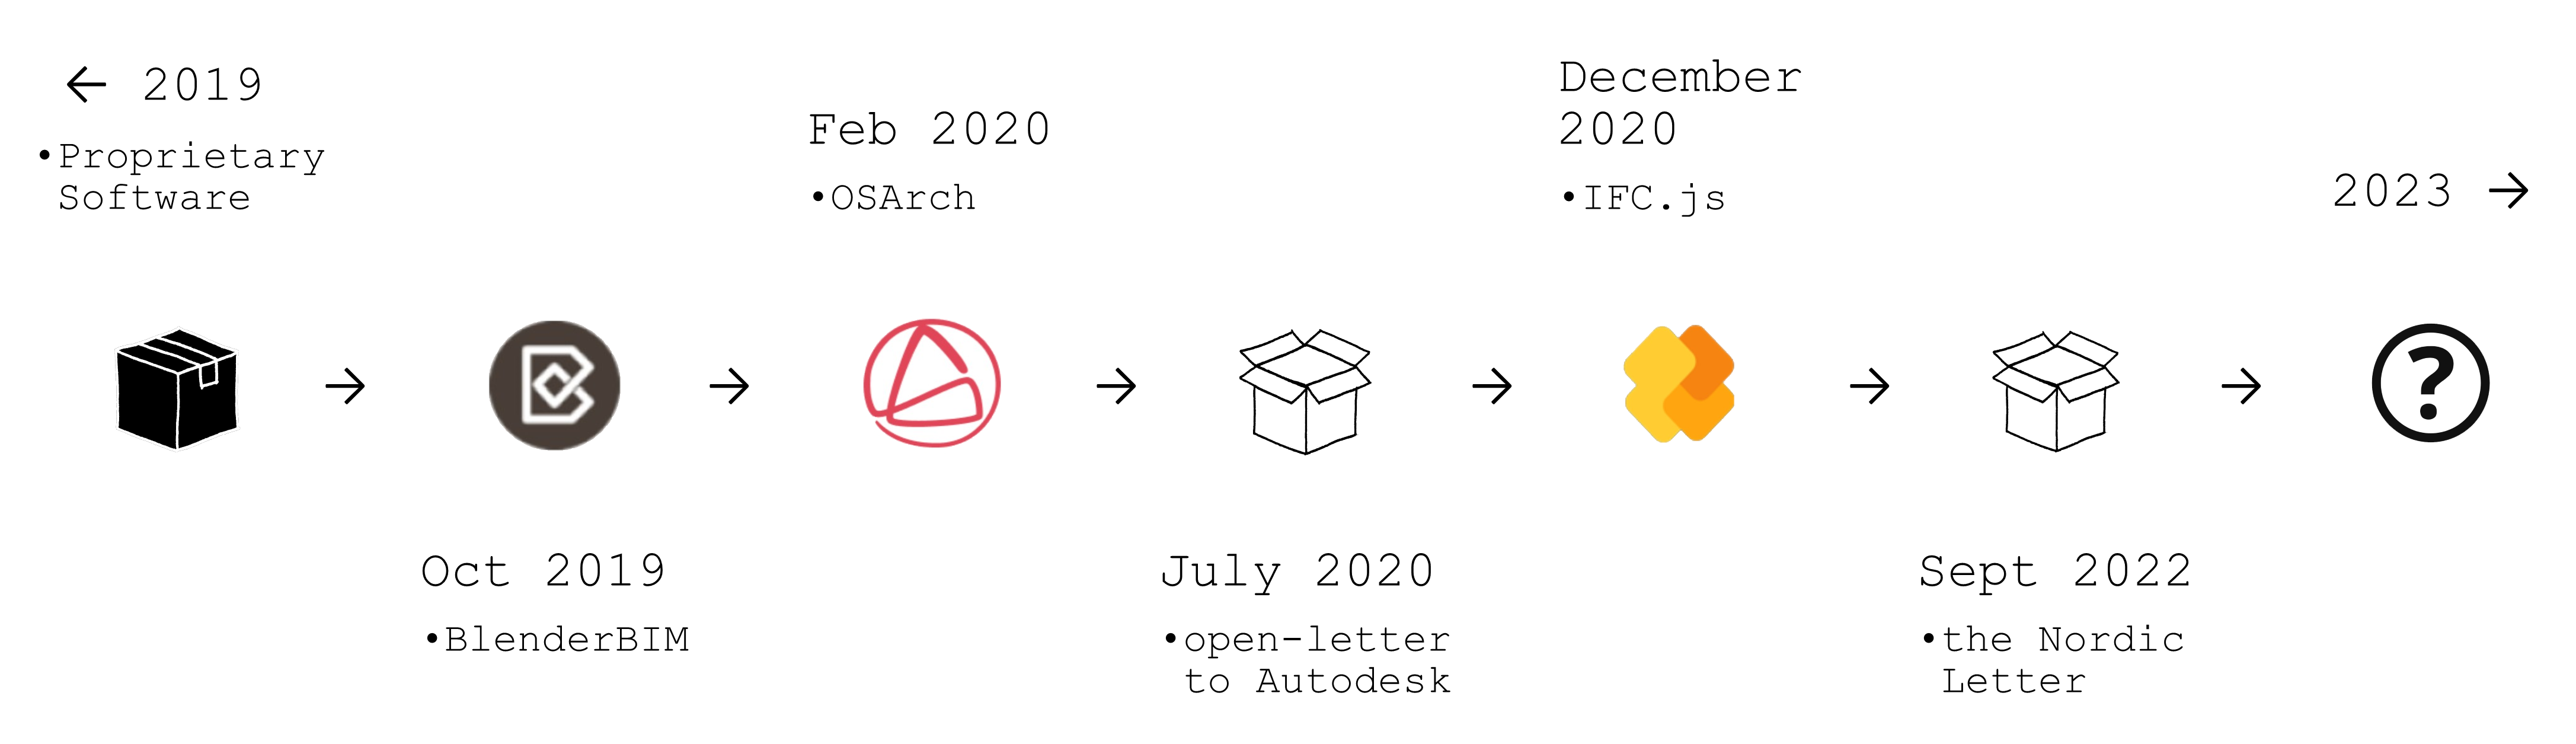 ← 2019
•Proprietary
Software
Oct 2019
•BlenderBIM
Feb 2020
•OSArch
July 2020
•open-letter
to Autodesk
December
2020
•IFC.js
Sept 2022
•the Nordic
Letter
2023 →
?